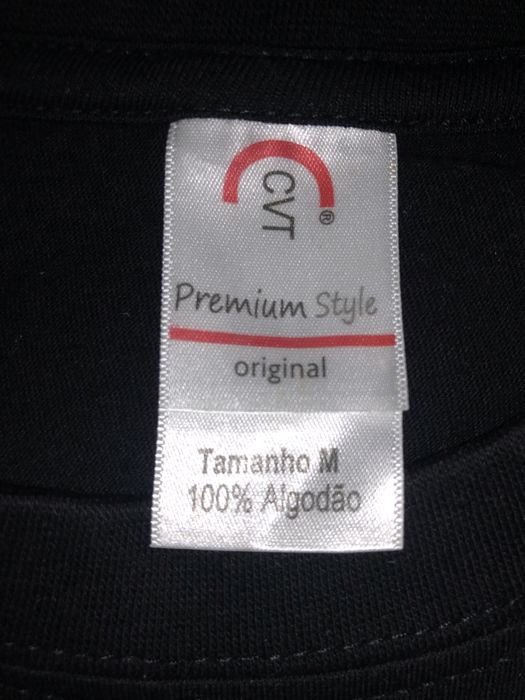 CVT®
Premium Style
original
Tamanho M
100% Algodão